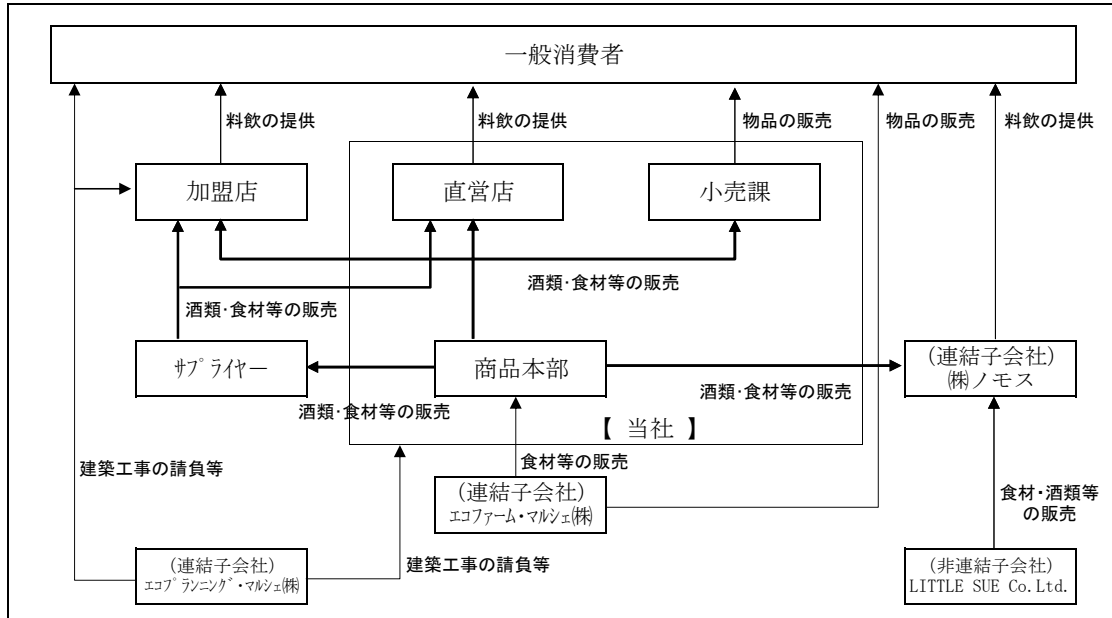 一般消費者
料飲の提供
料飲の提供
物品の販売
物品の販売
料飲の提供
加盟店
直営店
小売課
酒類・食材等の販売
酒類・食材等の販売
ｻﾌﾟﾗｲﾔｰ
商品本部
(連結子会社)
㈱ノモス
酒類・食材等の販売
酒類・食材等の販売
【 当社 】
建築工事の請負等
食材等の販売
(連結子会社)
ｴｺﾌｧｰﾑ・ﾏﾙｼｪ㈱
食材・酒類等
の販売
建築工事の請負等
(連結子会社)
ｴｺﾌﾟﾗﾝﾆﾝｸﾞ・ﾏﾙｼｪ㈱
(非連結子会社)
LITTLE SUE Co.Ltd.